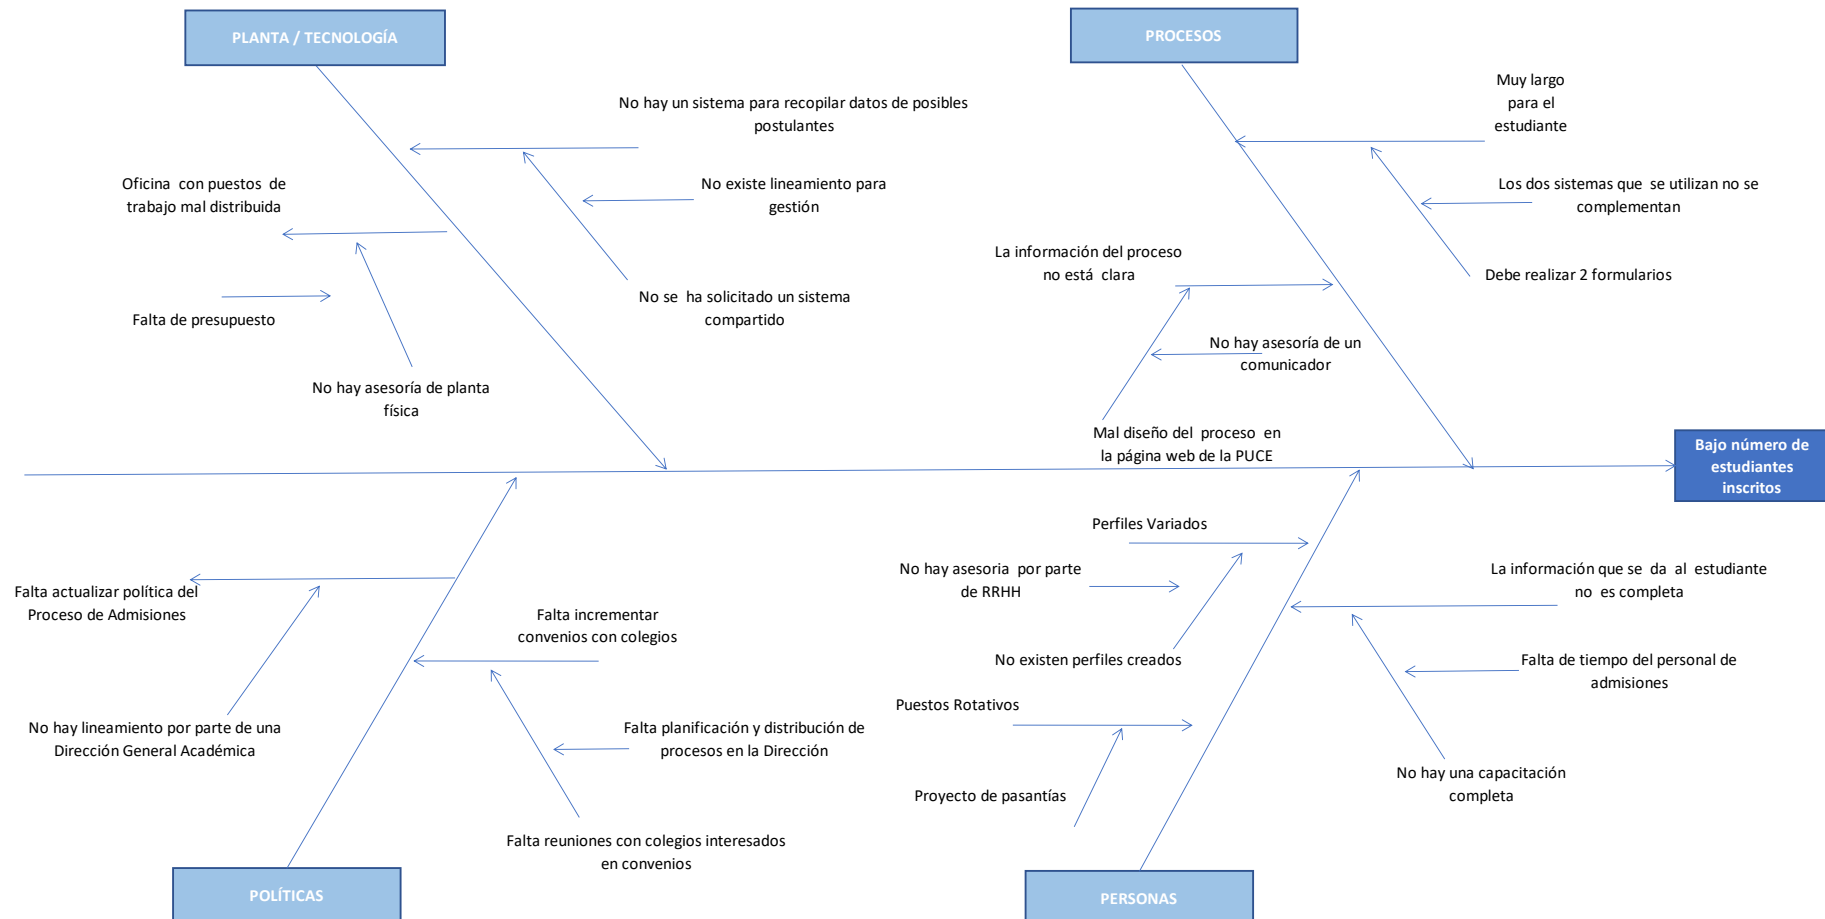 PLANTA / TECNOLOGÍA
PROCESOS
No hay un sistema para recopilar datos de posibles
postulantes
Muy largo
para el
estudiante
Oficina con puestos de
trabajo mal distribuida
No existe lineamiento para
gestión
Los dos sistemas que se utilizan no se
complementan
La información del proceso
no está clara
Debe realizar 2 formularios
No se ha solicitado un sistema
compartido
Falta de presupuesto
No hay asesoría de un
comunicador
No hay asesoría de planta
física
Mal diseño del proceso en
la página web de la PUCE
Bajo número de
estudiantes
inscritos
Perfiles Variados
No hay asesoria por parte
de RRHH
La información que se da al estudiante
no es completa
Falta actualizar política del
Proceso de Admisiones
Falta incrementar
convenios con colegios
No existen perfiles creados
Falta de tiempo del personal de
admisiones
Puestos Rotativos
No hay lineamiento por parte de una
Dirección General Académica
Falta planificación y distribución de
procesos en la Dirección
No hay una capacitación
completa
Proyecto de pasantías
Falta reuniones con colegios interesados
en convenios
POLÍTICAS
PERSONAS